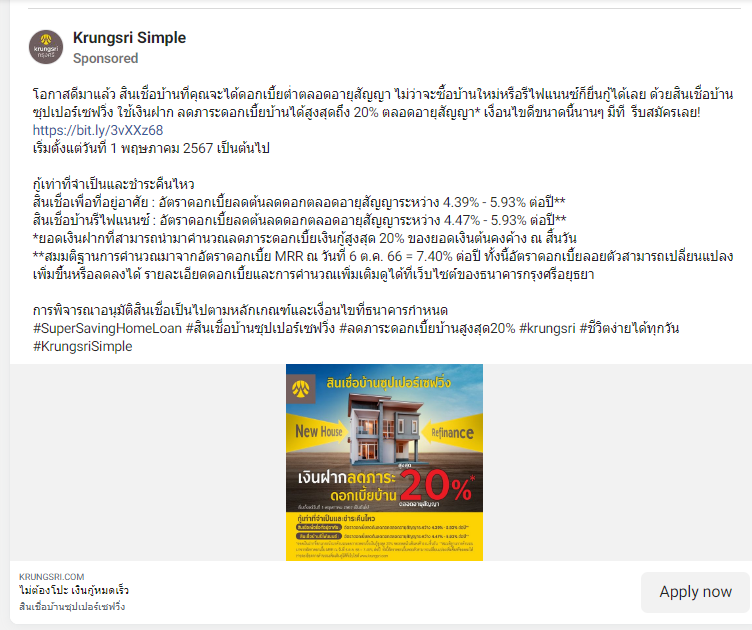 Krungsri Simple
Sponsored
โอกาสดีมาแล้ว สินเชื่อบ้านที่คุณจะได้ดอกเบี้ยต่ำตลอดอายุสัญญา ไม่ว่าจะซื้อบ้านใหม่หรือรีไฟแนนซ์ก็ยื่นกู้ได้เลย ด้วยสินเชื่อบ้าน
ซุปเปอร์เซฟวิ่ง ใช้เงินฝาก ลดภาระดอกเบี้ยบ้านได้สูงสุดถึง 20% ตลอดอายุสัญญา* เงื่อนไขดีขนาดนี้นานๆ มีที รีบสมัครเลย!
https://bit.ly/3vXXz68
เริ่มตั้งแต่วันที่ 1 พฤษภาคม 2567 เป็นต้นไป
กู้เท่าที่จำเป็นและชำระคืนไหว
สินเชื่อเพื่อที่อยู่อาศัย : อัตราดอกเบี้ยลดต้นลดดอกตลอดอายุสัญญาระหว่าง 4.39% - 5.93% ต่อปี**
สินเชื่อบ้านรีไฟแนนซ์ : อัตราดอกเบี้ยลดต้นลดดอกตลอดอายุสัญญาระหว่าง 4.47% - 5.93% ต่อปี**
*ยอดเงินฝากที่สามารถนำมาคำนวณลดภาระดอกเบี้ยเงินกู้สูงสุด 20% ของยอดเงินต้นคงค้าง ณ สิ้นวัน
**สมมติฐานการคำนวณมาจากอัตราดอกเบี้ย MRR ณ วันที่ 6 ต.ค. 66 = 7.40% ต่อปี ทั้งนี้อัตราดอกเบี้ยลอยตัวสามารถเปลี่ยนแปลง
เพิ่มขึ้นหรือลดลงได้ รายละเอียดดอกเบี้ยและการคำนวณเพิ่มเติมดูได้ที่เว็บไซต์ของธนาคารกรุงศรีอยุธยา
การพิจารณาอนุมัติสินเชื่อเป็นไปตามหลักเกณฑ์และเงื่อนไขที่ธนาคารกำหนด
#SuperSavingHomeLoan #สินเชื่อบ้านซุปเปอร์เซฟวิ่ง #ลดภาระดอกเบี้ยบ้านสูงสุด20% #krungsri #ชีวิตง่ายได้ทุกวัน
#KrungsriSimple
สินเชื่อบ้านซุปเปอร์เซฟวิ่ง
New House
Refinance
เงินฝากลดภาระ
ดอกเบี้ยบ้าน
สูงสุด
20%*
ตลอดอายุสัญญา
กู้เท่าที่จำเป็นและชำระคืนไหว
KRUNGSRI.COM
ไม่ต้องโปะ เงินกู้หมดเร็ว
สินเชื่อบ้านซุปเปอร์เซฟวิ่ง
Apply now